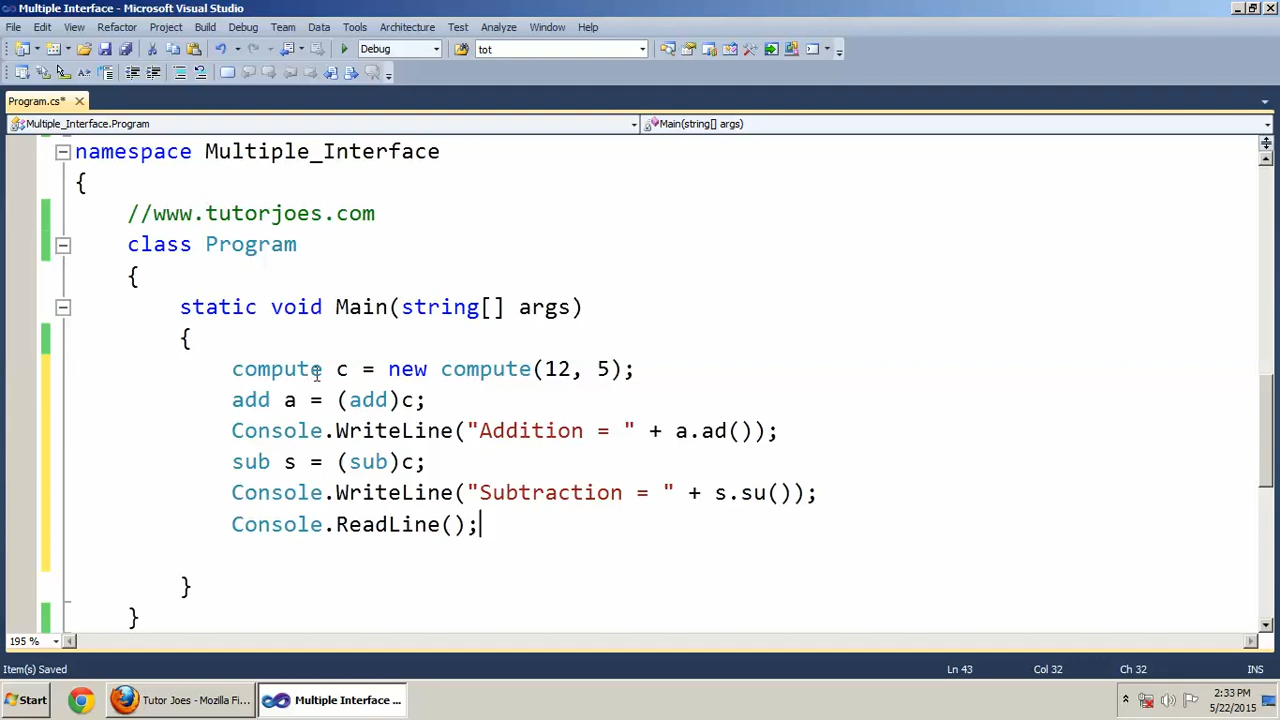 Multiple Interface - Microsoft Visual Studio
File Edit View Refactor Project Build Debug Team Data Tools Architecture Test Analyze Window Help
Debug tot
Program.cs*
Multiple_Interface.Program Main(string[] args)
namespace Multiple_Interface
{
//www.tutorjoes.com
class Program
{
static void Main(string[] args)
{
compute c = new compute(12, 5);
add a = (add)c;
Console.WriteLine("Addition = " + a.ad());
sub s = (sub)c;
Console.WriteLine("Subtraction = " + s.su());
Console.ReadLine();
}
}
195 %
Item(s) Saved Ln 43 Col 32 Ch 32 INS
Start Tutor Joes - Mozilla Fi... Multiple Interface ... 2:33 PM
5/22/2015